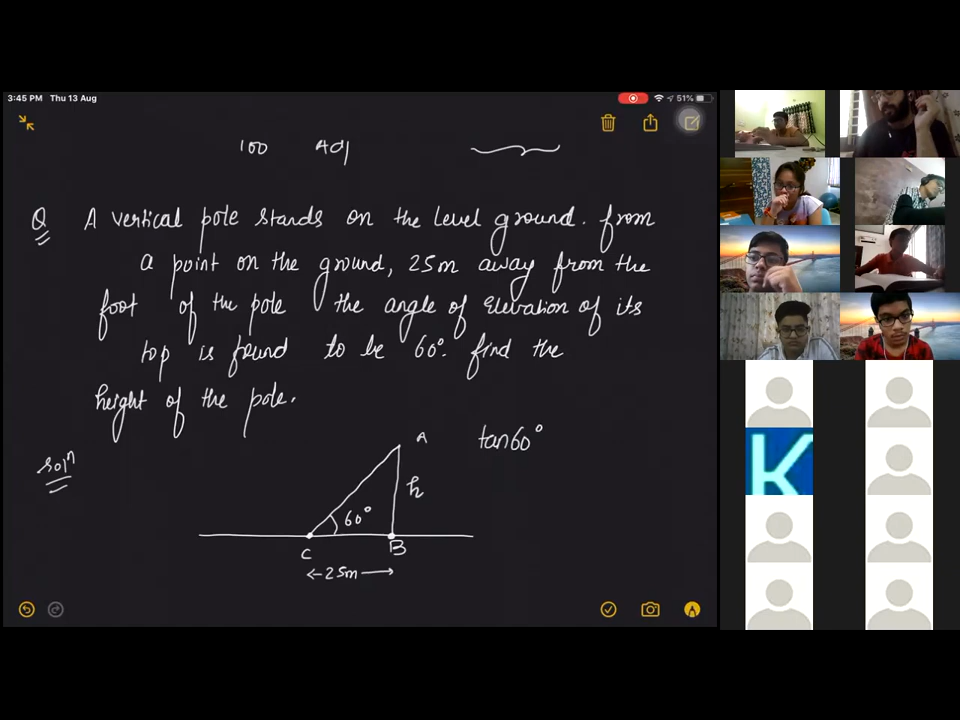 3:45 PM Thu 13 Aug
51%
100 Adj
Q A vertical pole stands on the level ground. from
a point on the ground, 25m away from the
foot of the pole the angle of Elevation of its
top is found to be 60°. find the
height of the pole.
Solⁿ
A
tan60°
h
60°
C
B
←25m→
K